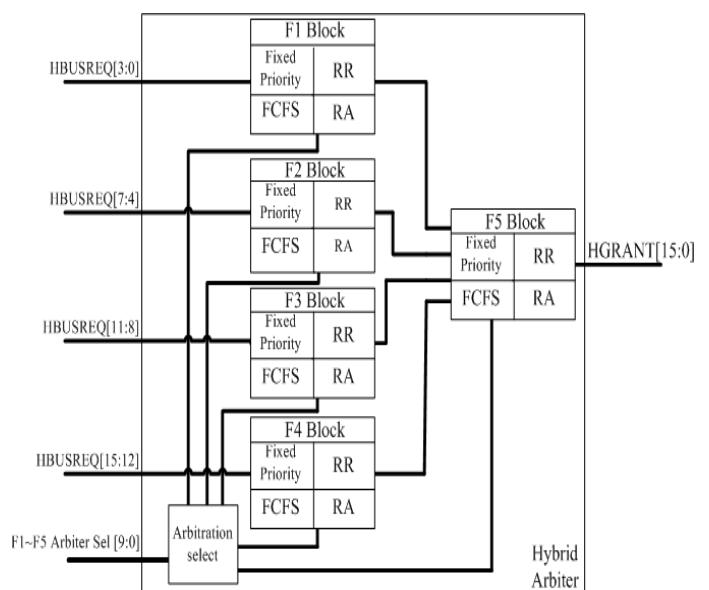 F1 Block
Fixed
Priority
RR
FCFS
RA
HBUSREQ[3:0]
F2 Block
Fixed
Priority
RR
FCFS
RA
HBUSREQ[7:4]
F3 Block
Fixed
Priority
RR
FCFS
RA
HBUSREQ[11:8]
F4 Block
Fixed
Priority
RR
FCFS
RA
HBUSREQ[15:12]
F5 Block
Fixed
Priority
RR
FCFS
RA
HGRANT[15:0]
F1~F5 Arbiter Sel [9:0]
Arbitration
select
Hybrid
Arbiter